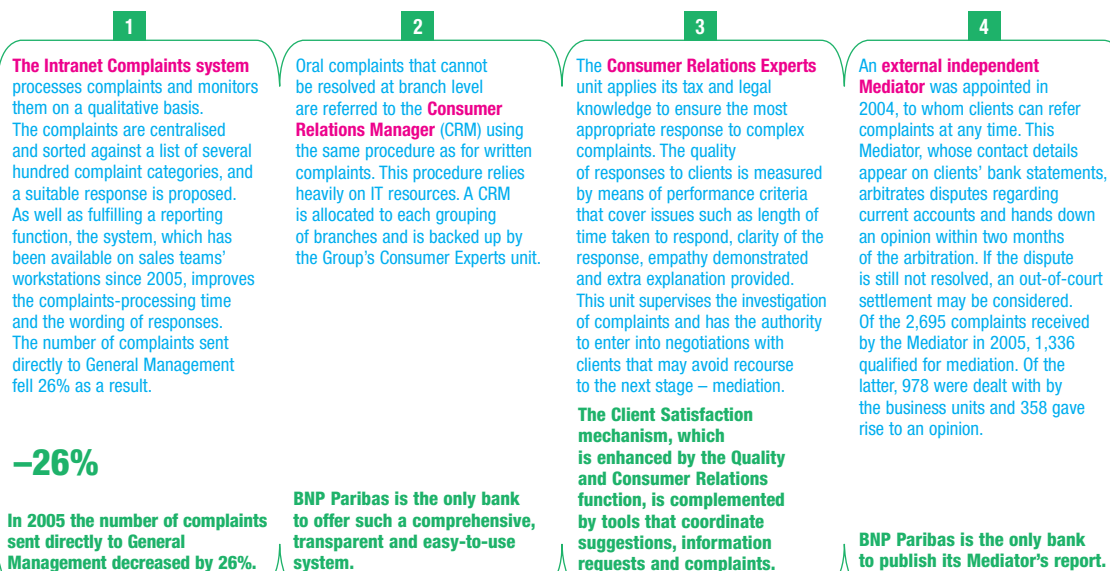 1
The Intranet Complaints system
processes complaints and monitors
them on a qualitative basis.
The complaints are centralised
and sorted against a list of several
hundred complaint categories, and
a suitable response is proposed.
As well as fulfilling a reporting
function, the system, which has
been available on sales teams'
workstations since 2005, improves
the complaints-processing time
and the wording of responses.
The number of complaints sent
directly to General Management
fell 26% as a result.
–26%
In 2005 the number of complaints
sent directly to General
Management decreased by 26%.
2
Oral complaints that cannot
be resolved at branch level
are referred to the Consumer
Relations Manager (CRM) using
the same procedure as for written
complaints. This procedure relies
heavily on IT resources. A CRM
is allocated to each grouping
of branches and is backed up by
the Group's Consumer Experts unit.
BNP Paribas is the only bank
to offer such a comprehensive,
transparent and easy-to-use
system.
3
The Consumer Relations Experts
unit applies its tax and legal
knowledge to ensure the most
appropriate response to complex
complaints. The quality
of responses to clients is measured
by means of performance criteria
that cover issues such as length of
time taken to respond, clarity of the
response, empathy demonstrated
and extra explanation provided.
This unit supervises the investigation
of complaints and has the authority
to enter into negotiations with
clients that may avoid recourse
to the next stage – mediation.
The Client Satisfaction
mechanism, which
is enhanced by the Quality
and Consumer Relations
function, is complemented
by tools that coordinate
suggestions, information
requests and complaints.
4
An external independent
Mediator was appointed in
2004, to whom clients can refer
complaints at any time. This
Mediator, whose contact details
appear on clients' bank statements,
arbitrates disputes regarding
current accounts and hands down
an opinion within two months
of the arbitration. If the dispute
is still not resolved, an out-of-court
settlement may be considered.
Of the 2,695 complaints received
by the Mediator in 2005, 1,336
qualified for mediation. Of the
latter, 978 were dealt with by
the business units and 358 gave
rise to an opinion.
BNP Paribas is the only bank
to publish its Mediator's report.